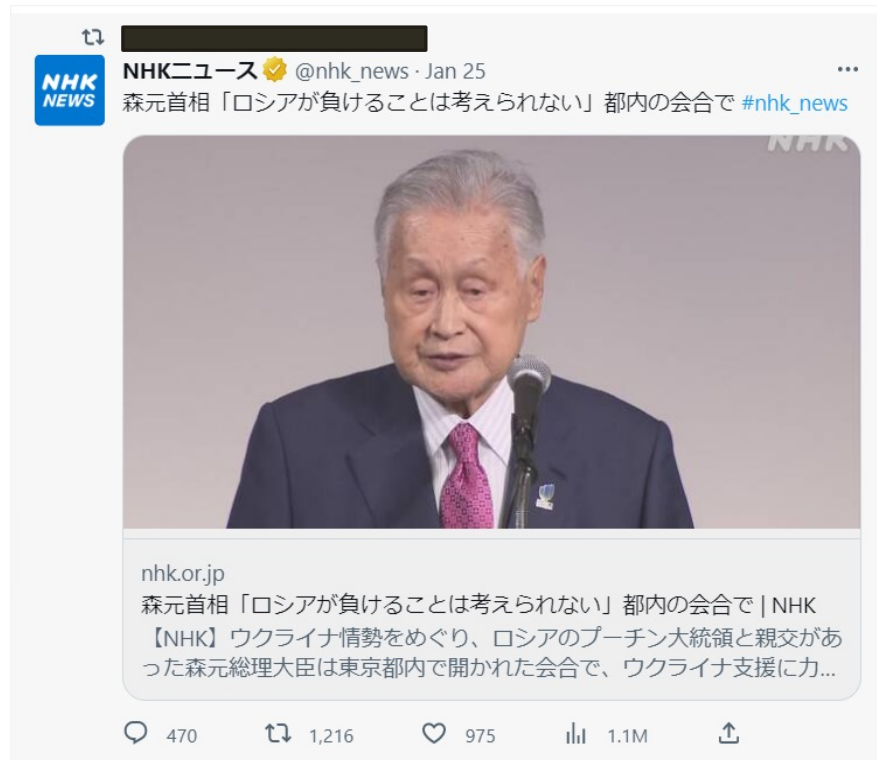 NHK NEWS
NHKニュース @nhk_news · Jan 25
森元首相「ロシアが負けることは考えられない」都内の会合で #nhk_news
NHK
nhk.or.jp
森元首相「ロシアが負けることは考えられない」都内の会合で | NHK
【NHK】ウクライナ情勢をめぐり、ロシアのプーチン大統領と親交があ
った森元総理大臣は東京都内で開かれた会合で、ウクライナ支援に力...
470 1,216 975 1.1M